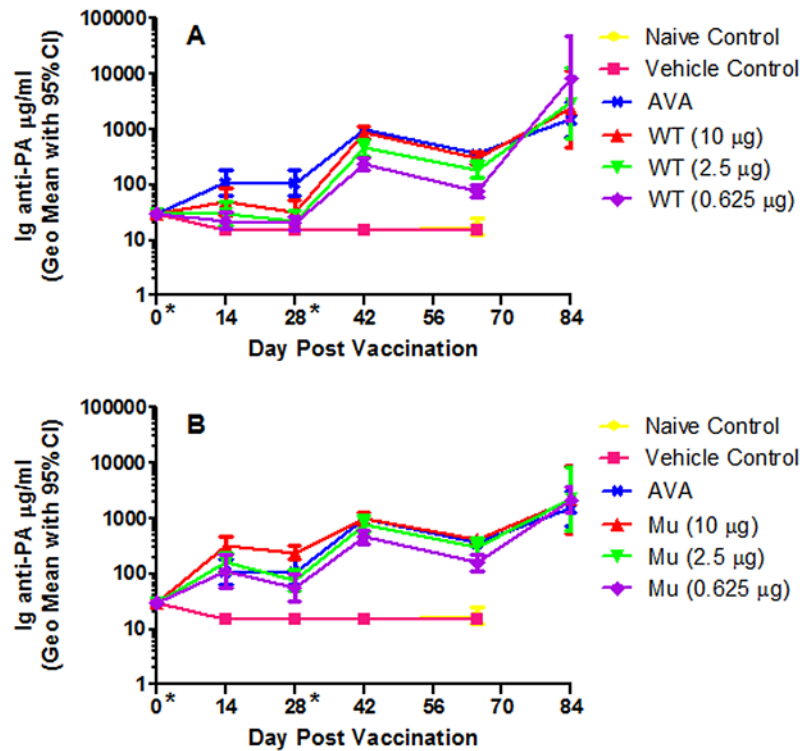 A
Ig anti-PA µg/ml
(Geo Mean with 95%CI)
100000
10000
1000
100
10
1
0* 14 28* 42 56 70 84
Day Post Vaccination
Naive Control
Vehicle Control
AVA
WT (10 µg)
WT (2.5 µg)
WT (0.625 µg)
B
Ig anti-PA µg/ml
(Geo Mean with 95%CI)
100000
10000
1000
100
10
1
0* 14 28* 42 56 70 84
Day Post Vaccination
Naive Control
Vehicle Control
AVA
Mu (10 µg)
Mu (2.5 µg)
Mu (0.625 µg)